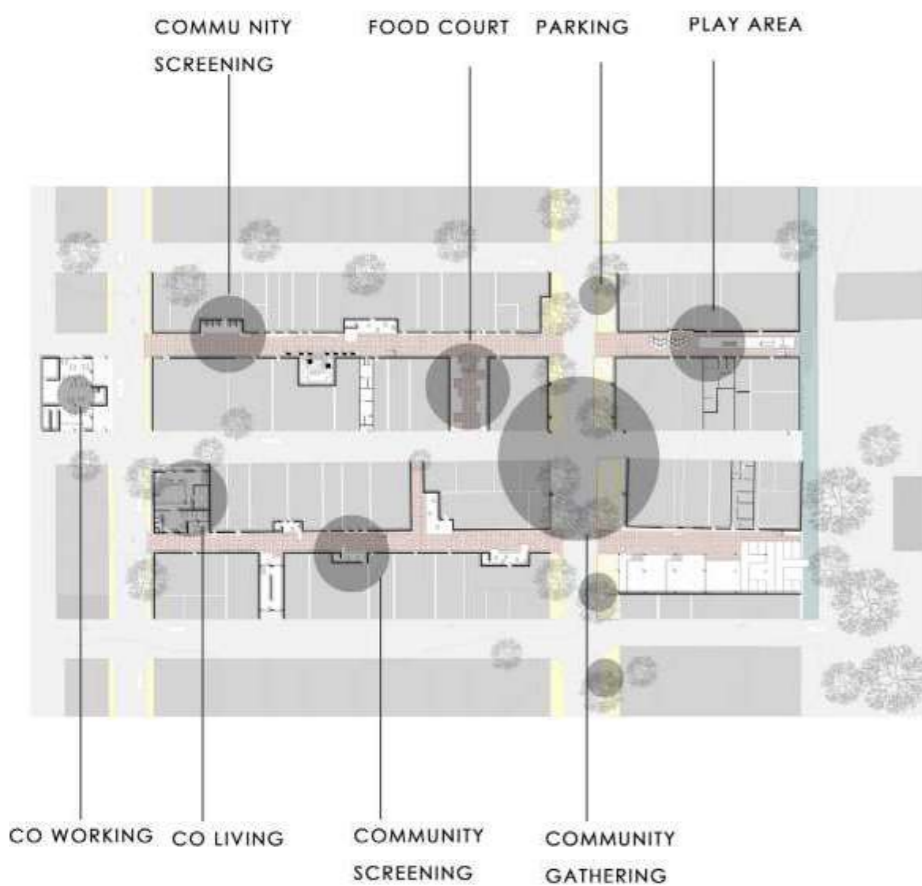 COMMU NITY
SCREENING
FOOD COURT
PARKING
PLAY AREA
CO WORKING
CO LIVING
COMMUNITY
SCREENING
COMMUNITY
GATHERING